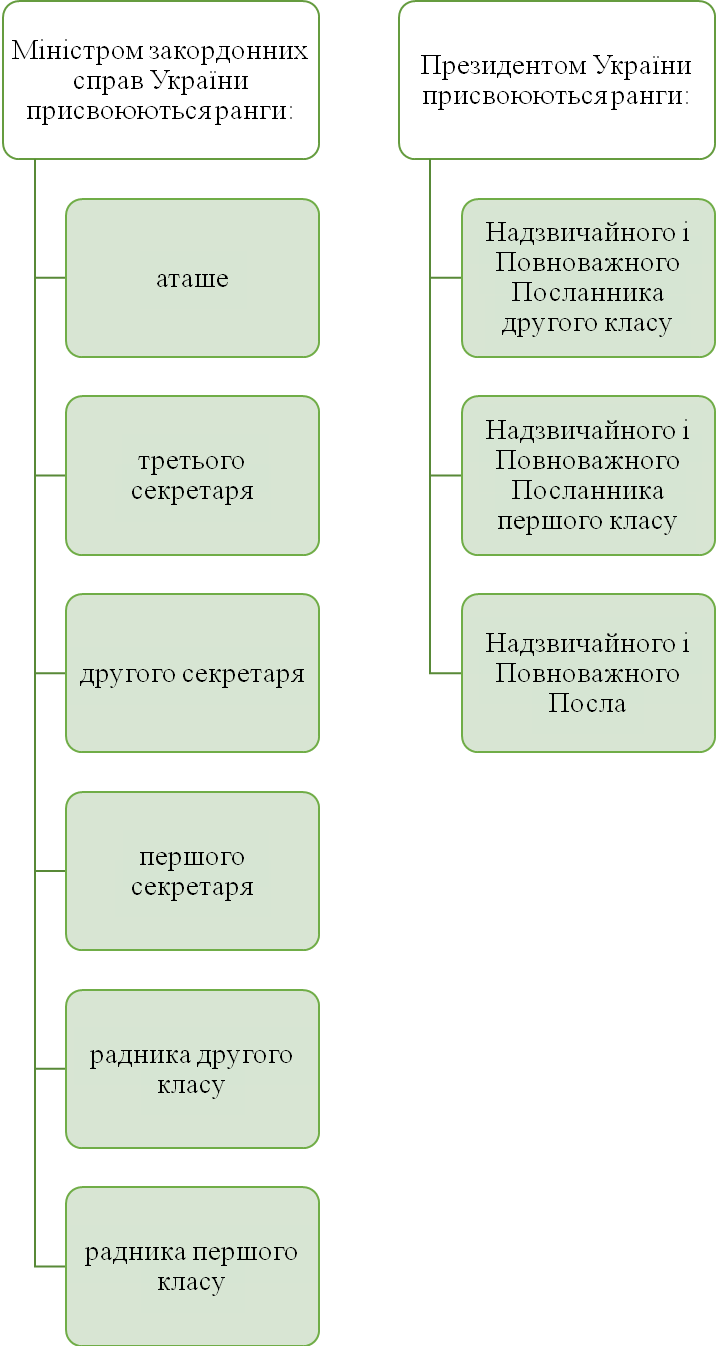 Міністром закордонних
справ України
присвоюються ранги:
аташе
третього
секретаря
другого секретаря
першого
секретаря
радника другого
класу
радника першого
класу
Президентом України
присвоюються ранги:
Надзвичайного і
Повноважного
Посланника
другого класу
Надзвичайного і
Повноважного
Посланника
першого класу
Надзвичайного і
Повноважного
Посла